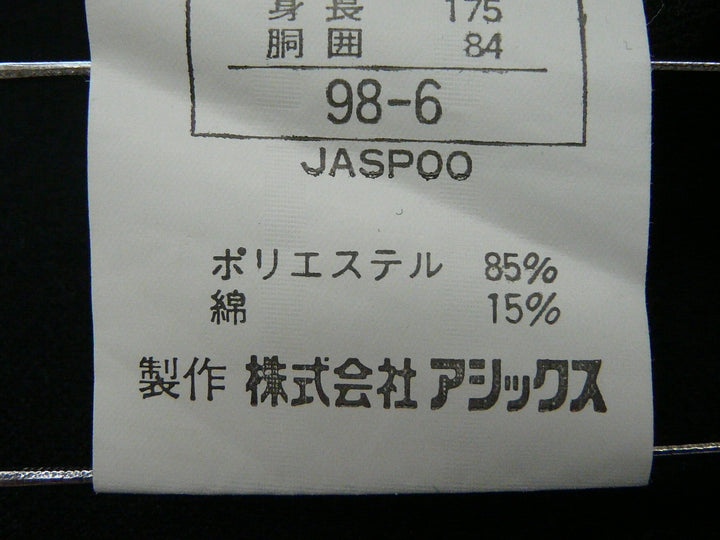 身長 175
胴囲 84
98-6
JASPOO
ポリエステル 85%
綿 15%
製作 株式会社アシックス